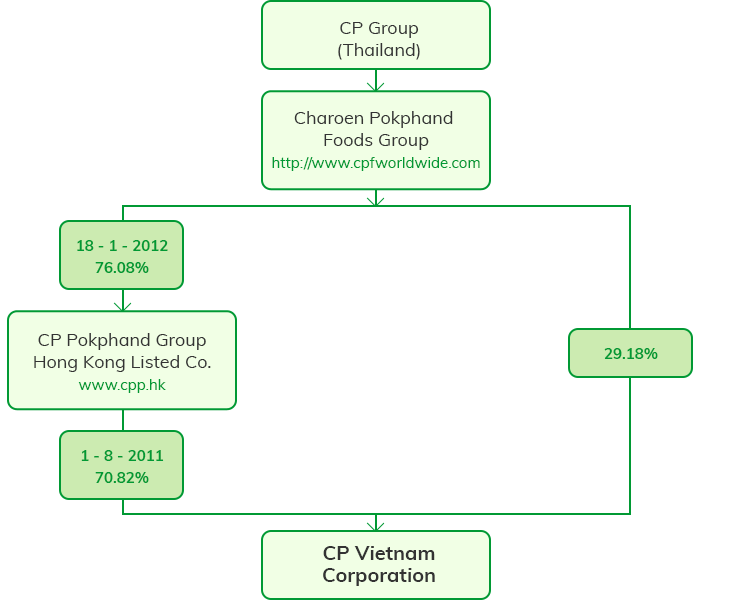 CP Group
(Thailand)
Charoen Pokphand
Foods Group
http://www.cpfworldwide.com
18 - 1 - 2012
76.08%
CP Pokphand Group
Hong Kong Listed Co.
www.cpp.hk
29.18%
1 - 8 - 2011
70.82%
CP Vietnam
Corporation